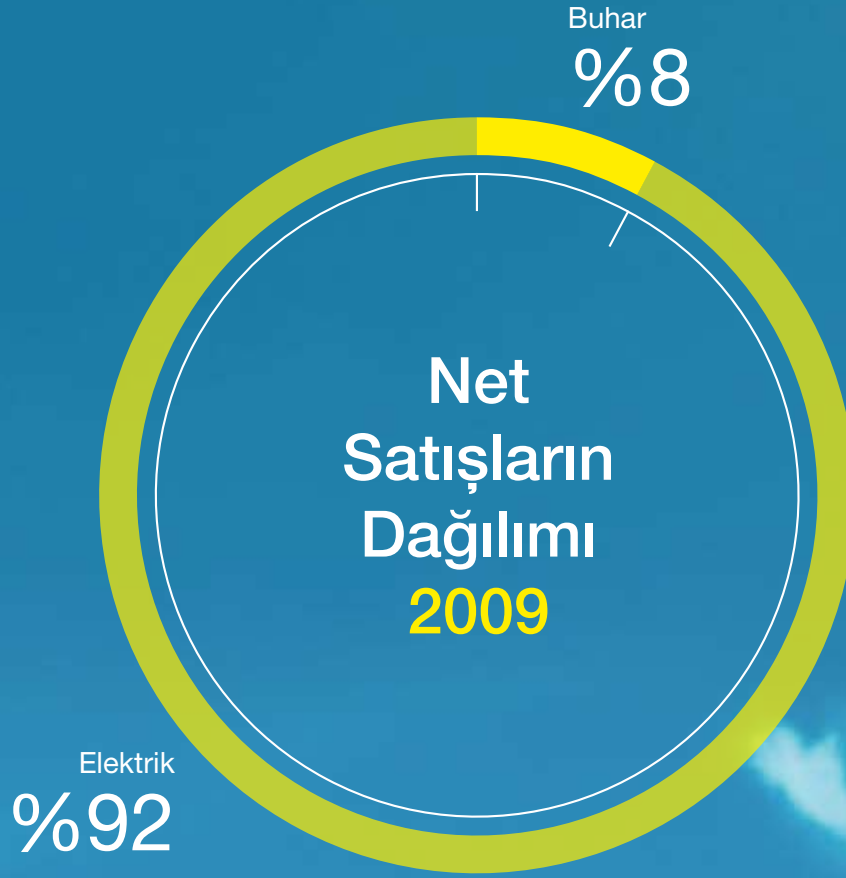 Buhar
%8
Net
Satışların
Dağılımı
2009
Elektrik
%92